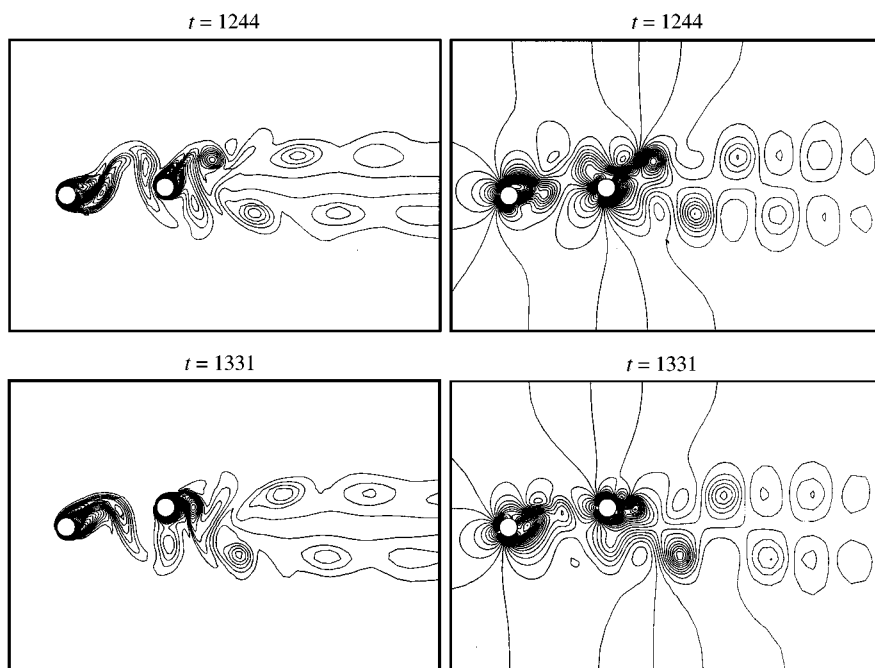 t = 1244
t = 1244
t = 1331
t = 1331